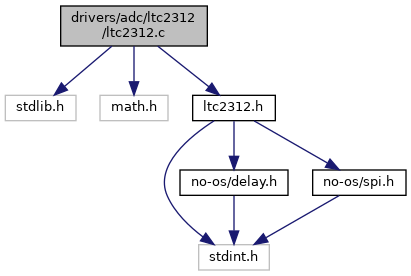 drivers/adc/ltc2312
/ltc2312.c
stdlib.h
math.h
ltc2312.h
no-os/delay.h
no-os/spi.h
stdint.h